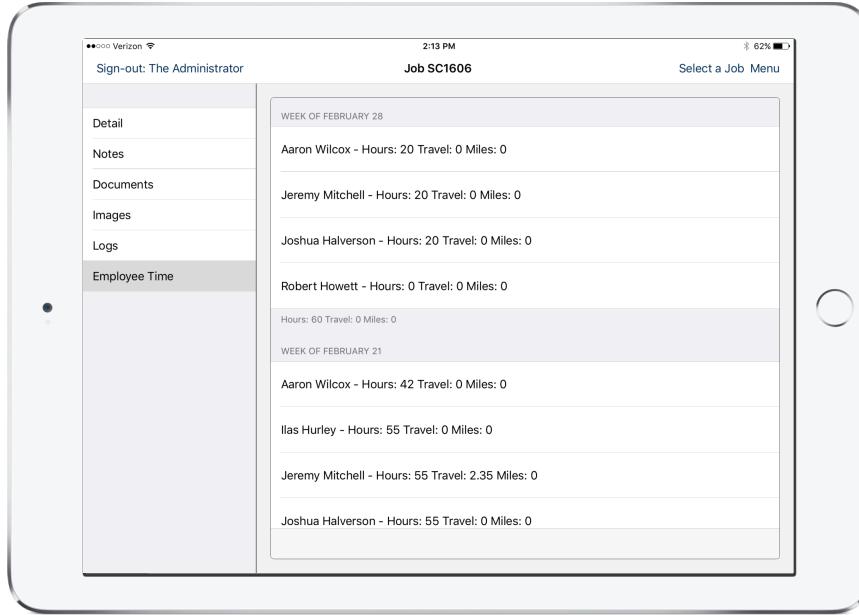 Verizon 2:13 PM 62%
Sign-out: The Administrator Job SC1606 Select a Job Menu
Detail
Notes
Documents
Images
Logs
Employee Time
WEEK OF FEBRUARY 28
Aaron Wilcox - Hours: 20 Travel: 0 Miles: 0
Jeremy Mitchell - Hours: 20 Travel: 0 Miles: 0
Joshua Halverson - Hours: 20 Travel: 0 Miles: 0
Robert Howett - Hours: 0 Travel: 0 Miles: 0
Hours: 60 Travel: 0 Miles: 0
WEEK OF FEBRUARY 21
Aaron Wilcox - Hours: 42 Travel: 0 Miles: 0
Ilas Hurley - Hours: 55 Travel: 0 Miles: 0
Jeremy Mitchell - Hours: 55 Travel: 2.35 Miles: 0
Joshua Halverson - Hours: 55 Travel: 0 Miles: 0